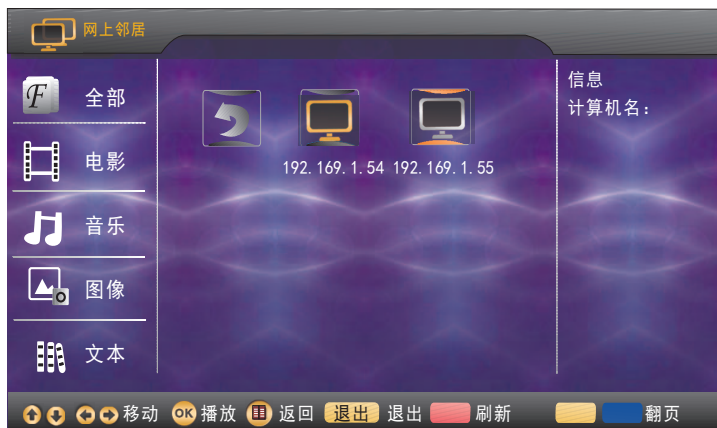 网上邻居
全部
电影
音乐
图像
文本
192.169.1.54 192.169.1.55
信息
计算机名:
移动 OK 播放 返回 退出 退出 刷新 翻页